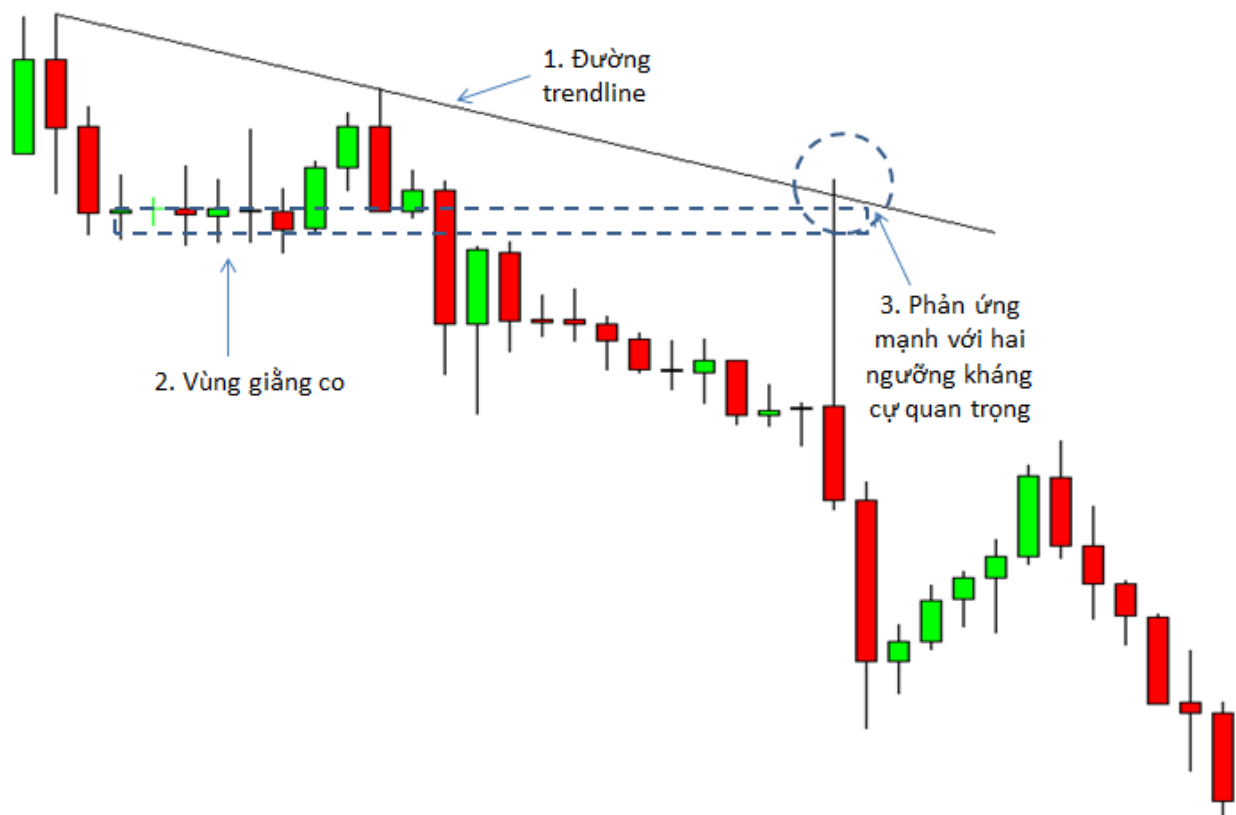 1. Đường
trendline
2. Vùng giằng co
3. Phản ứng
mạnh với hai
ngưỡng kháng
cự quan trọng